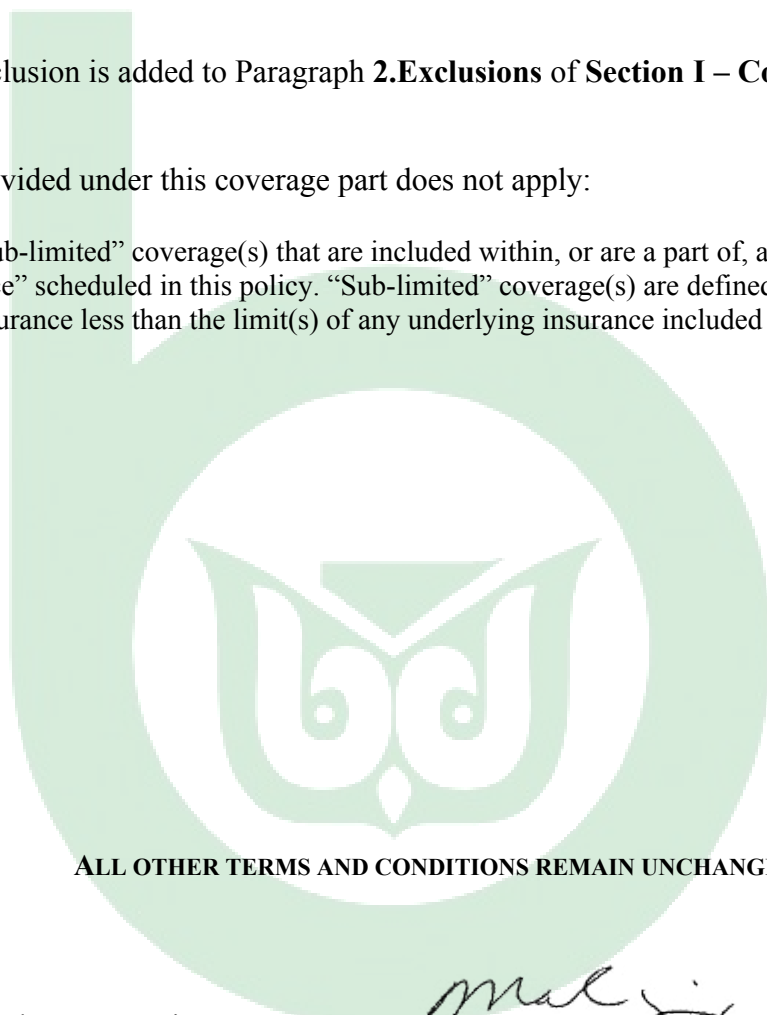 clusion is added to Paragraph 2.Exclusions of Section I – Co
vided under this coverage part does not apply:
ub-limited” coverage(s) that are included within, or are a part of, a
e” scheduled in this policy. “Sub-limited” coverage(s) are defined
urance less than the limit(s) of any underlying insurance included
ALL OTHER TERMS AND CONDITIONS REMAIN UNCHANG